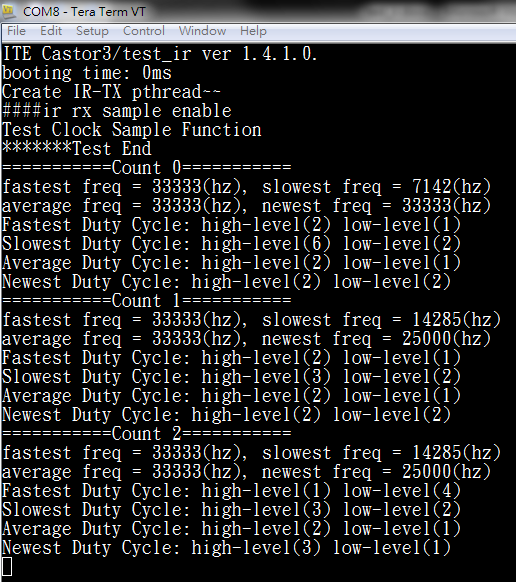 COM8 - Tera Term VT
File Edit Setup Control Window Help
ITE Castor3/test_ir ver 1.4.1.0.
booting time: 0ms
Create IR-TX pthread~~
####ir rx sample enable
Test Clock Sample Function
*******Test End
===========Count 0===========
fastest freq = 33333(hz), slowest freq = 7142(hz)
average freq = 33333(hz), newest freq = 33333(hz)
Fastest Duty Cycle: high-level(2) low-level(1)
Slowest Duty Cycle: high-level(6) low-level(2)
Average Duty Cycle: high-level(2) low-level(1)
Newest Duty Cycle: high-level(2) low-level(2)
===========Count 1===========
fastest freq = 33333(hz), slowest freq = 14285(hz)
average freq = 33333(hz), newest freq = 25000(hz)
Fastest Duty Cycle: high-level(2) low-level(1)
Slowest Duty Cycle: high-level(3) low-level(2)
Average Duty Cycle: high-level(2) low-level(1)
Newest Duty Cycle: high-level(2) low-level(2)
===========Count 2===========
fastest freq = 33333(hz), slowest freq = 14285(hz)
average freq = 33333(hz), newest freq = 25000(hz)
Fastest Duty Cycle: high-level(1) low-level(4)
Slowest Duty Cycle: high-level(3) low-level(2)
Average Duty Cycle: high-level(2) low-level(1)
Newest Duty Cycle: high-level(3) low-level(1)